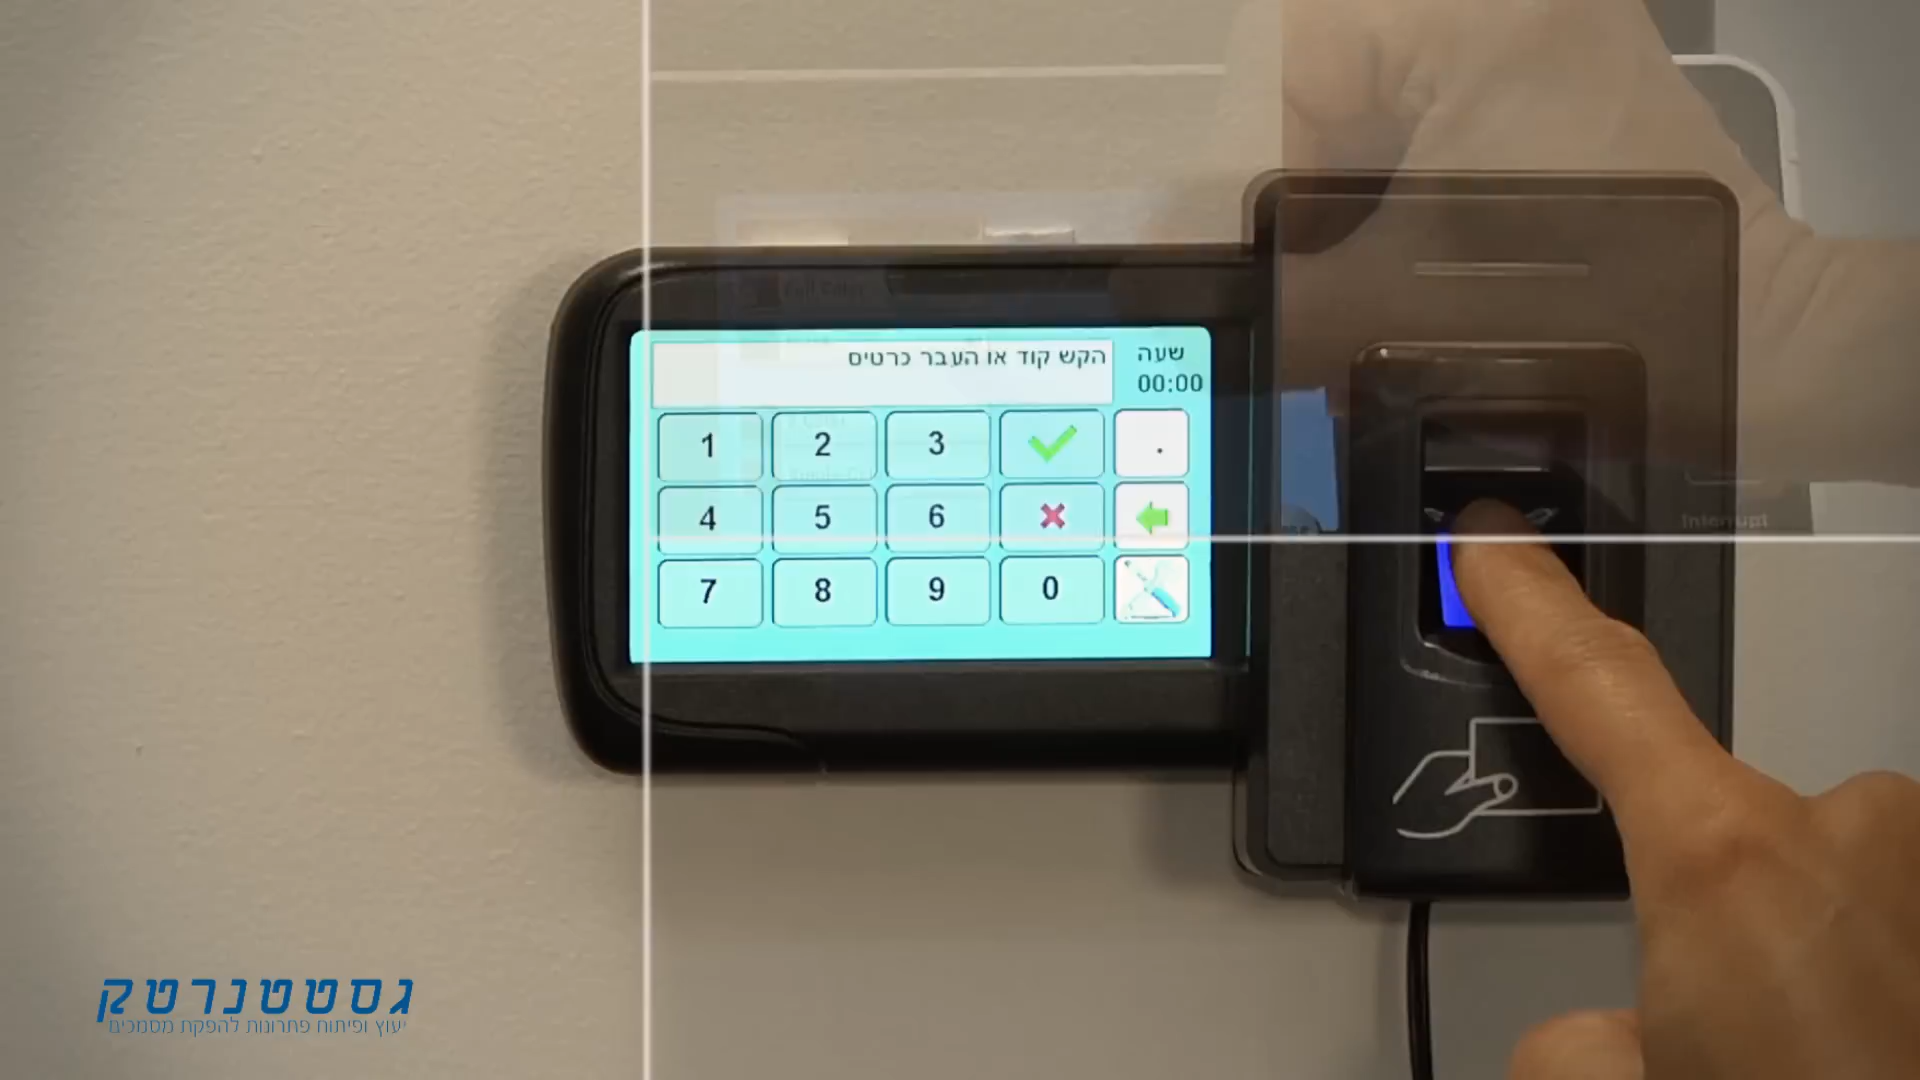 הקש קוד או העבר כרטיס
שעה
00:00
1 2 3 .
4 5 6
7 8 9 0
Interrupt
גסטטנרטק
יעוץ ופיתוח פתרונות להפקת מסמכים